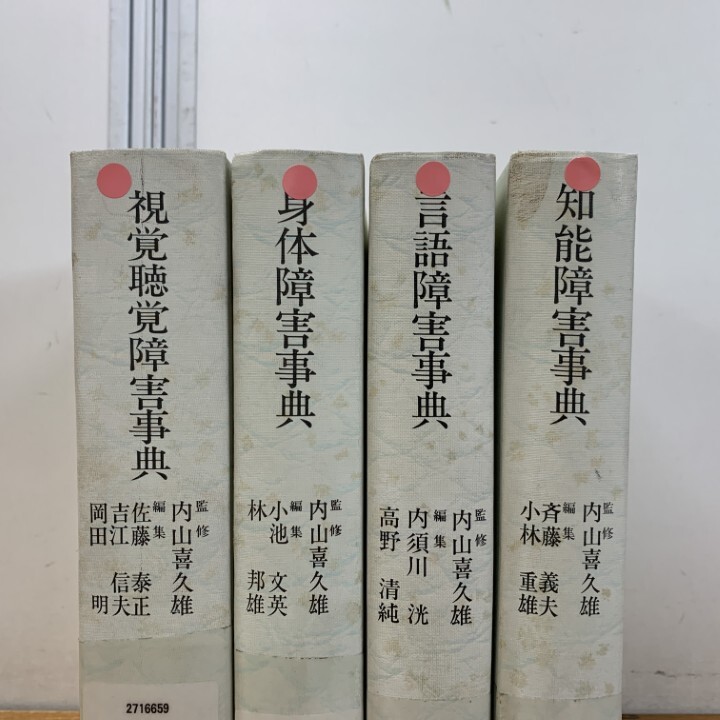 視覚聴覚障害事典
監修
内山喜久雄
編集
佐藤 泰正
吉江 信夫
岡田 明
2716659
身体障害事典
監修
内山喜久雄
編集
小池 文英
林 邦雄
言語障害事典
監修
内山喜久雄
編集
内須川 洸
高野 清純
知能障害事典
監修
内山喜久雄
編集
斉藤 義夫
小林 重雄